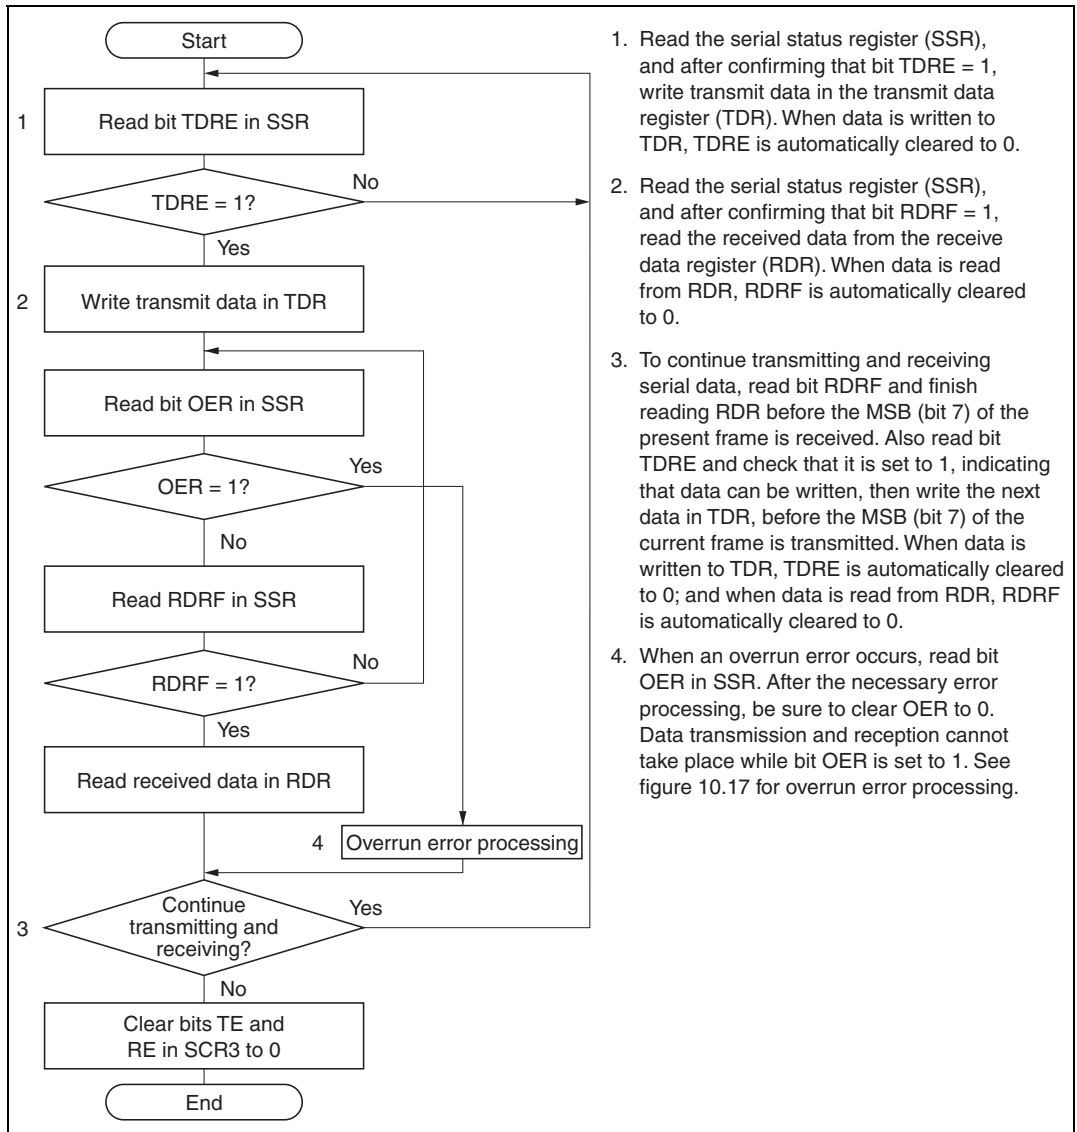 Start
1
Read bit TDRE in SSR
TDRE = 1?
No
Yes
2
Write transmit data in TDR
Read bit OER in SSR
OER = 1?
Yes
No
Read RDRF in SSR
RDRF = 1?
No
Yes
Read received data in RDR
4
Overrun error processing
3
Continue
transmitting and
receiving?
Yes
No
Clear bits TE and
RE in SCR3 to 0
End
1. Read the serial status register (SSR),
and after confirming that bit TDRE = 1,
write transmit data in the transmit data
register (TDR). When data is written to
TDR, TDRE is automatically cleared to 0.
2. Read the serial status register (SSR),
and after confirming that bit RDRF = 1,
read the received data from the receive
data register (RDR). When data is read
from RDR, RDRF is automatically cleared
to 0.
3. To continue transmitting and receiving
serial data, read bit RDRF and finish
reading RDR before the MSB (bit 7) of the
present frame is received. Also read bit
TDRE and check that it is set to 1, indicating
that data can be written, then write the next
data in TDR, before the MSB (bit 7) of the
current frame is transmitted. When data is
written to TDR, TDRE is automatically cleared
to 0; and when data is read from RDR, RDRF
is automatically cleared to 0.
4. When an overrun error occurs, read bit
OER in SSR. After the necessary error
processing, be sure to clear OER to 0.
Data transmission and reception cannot
take place while bit OER is set to 1. See
figure 10.17 for overrun error processing.